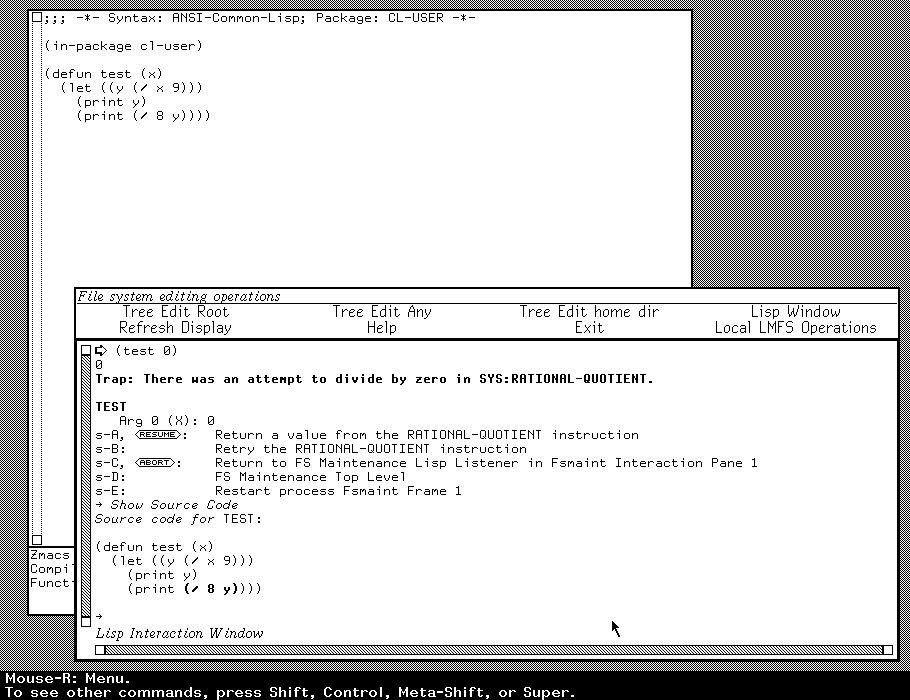 ;;; -*- Syntax: ANSI-Common-Lisp; Package: CL-USER -*-
(in-package cl-user)
(defun test (x)
  (let ((y (/ x 9)))
    (print y)
    (print (/ 8 y))))
File system editing operations
Tree Edit Root Tree Edit Any Tree Edit home dir Lisp Window
Refresh Display Help Exit Local LMFS Operations
(test 0)
0
Trap: There was an attempt to divide by zero in SYS:RATIONAL-QUOTIENT.
TEST
   Arg 0 (X): 0
s-A, RESUME: Return a value from the RATIONAL-QUOTIENT instruction
s-B: Retry the RATIONAL-QUOTIENT instruction
s-C, ABORT: Return to FS Maintenance Lisp Listener in Fsmaint Interaction Pane 1
s-D: FS Maintenance Top Level
s-E: Restart process Fsmaint Frame 1
→ Show Source Code
Source code for TEST:
(defun test (x)
  (let ((y (/ x 9)))
    (print y)
    (print (/ 8 y))))
→
Lisp Interaction Window
Zmacs
Compi
Funct
Mouse-R: Menu.
To see other commands, press Shift, Control, Meta-Shift, or Super.